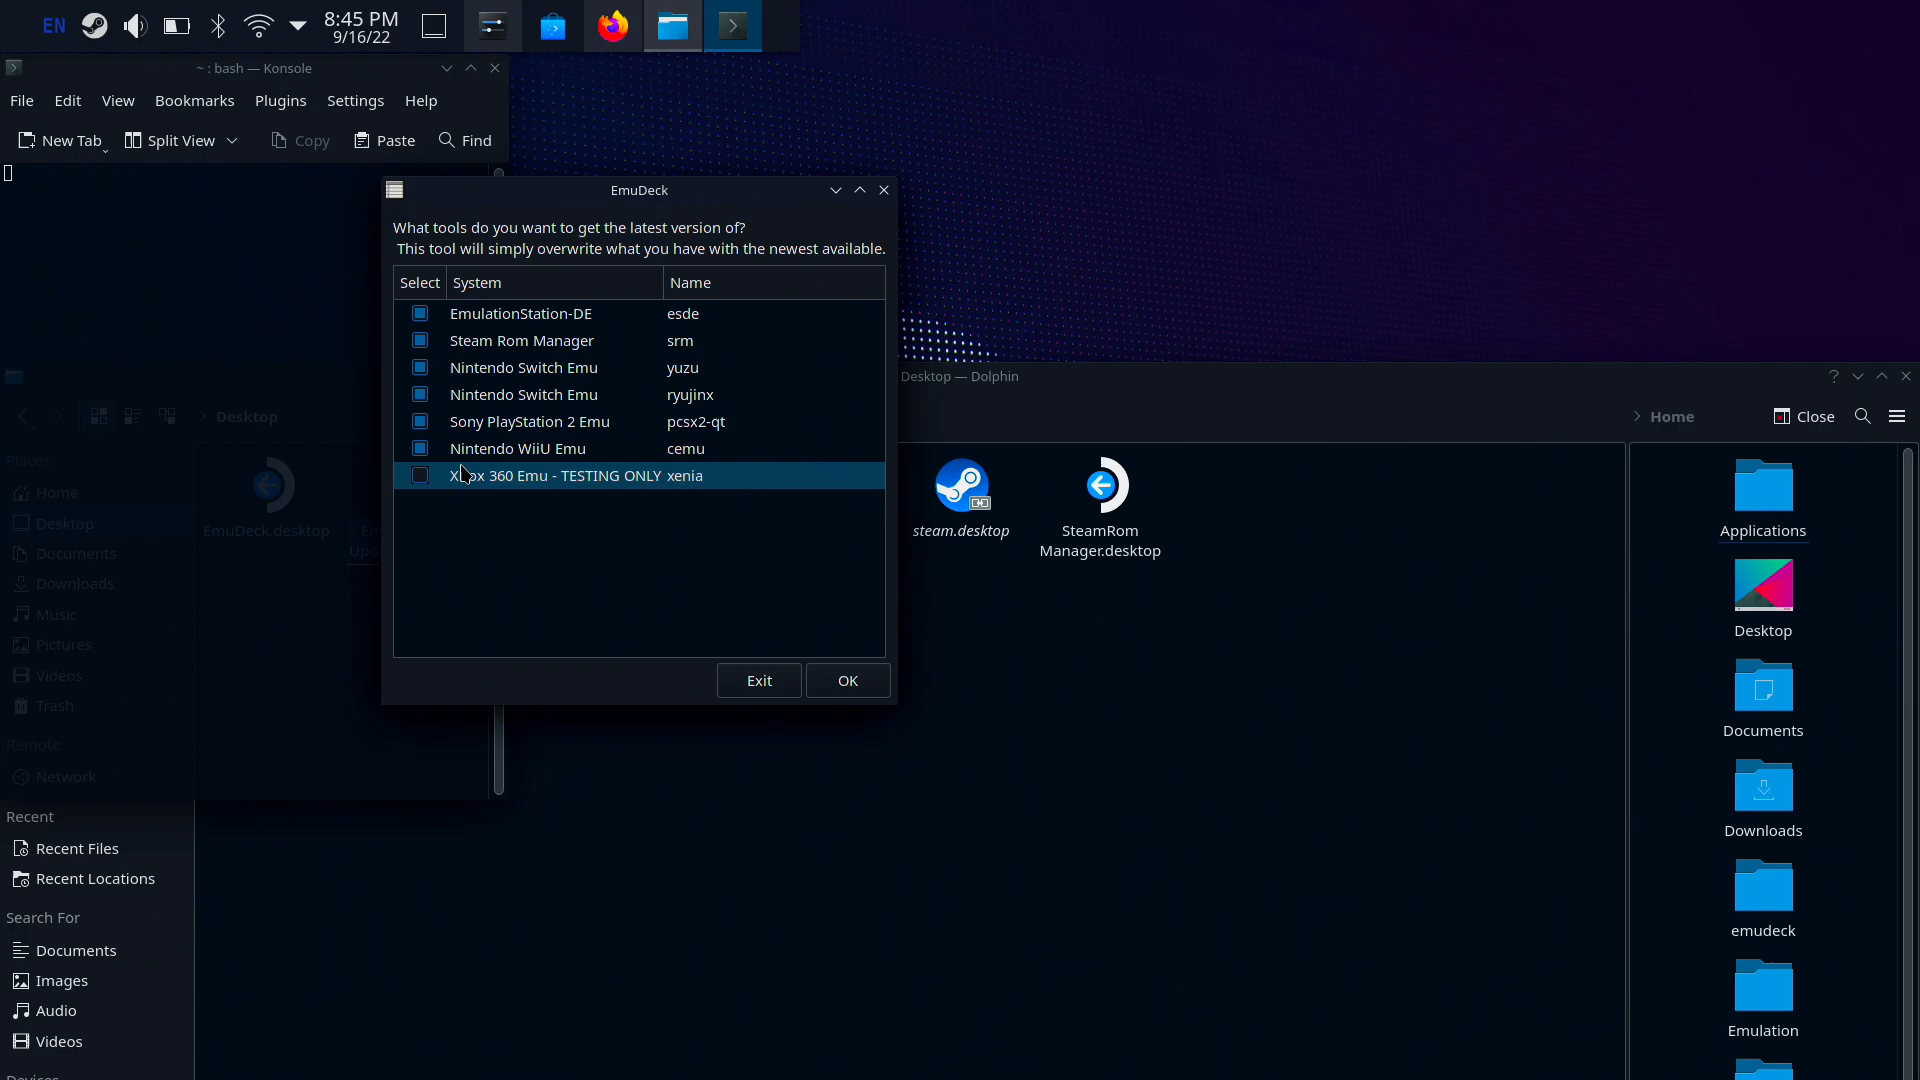 EN
8:45 PM
9/16/22
~ : bash — Konsole
File Edit View Bookmarks Plugins Settings Help
New Tab Split View Copy Paste Find
EmuDeck
What tools do you want to get the latest version of?
This tool will simply overwrite what you have with the newest available.
Select System Name
EmulationStation-DE esde
Steam Rom Manager srm
Nintendo Switch Emu yuzu
Nintendo Switch Emu ryujinx
Sony PlayStation 2 Emu pcsx2-qt
Nintendo WiiU Emu cemu
Xbox 360 Emu - TESTING ONLY xenia
Exit OK
Desktop — Dolphin
Desktop
Home
Close
Places
Home
Desktop
Documents
Downloads
Music
Pictures
Videos
Trash
Remote
Network
Recent
Recent Files
Recent Locations
Search For
Documents
Images
Audio
Videos
Devices
EmuDeck.desktop
steam.desktop
SteamRom
Manager.desktop
Applications
Desktop
Documents
Downloads
emudeck
Emulation